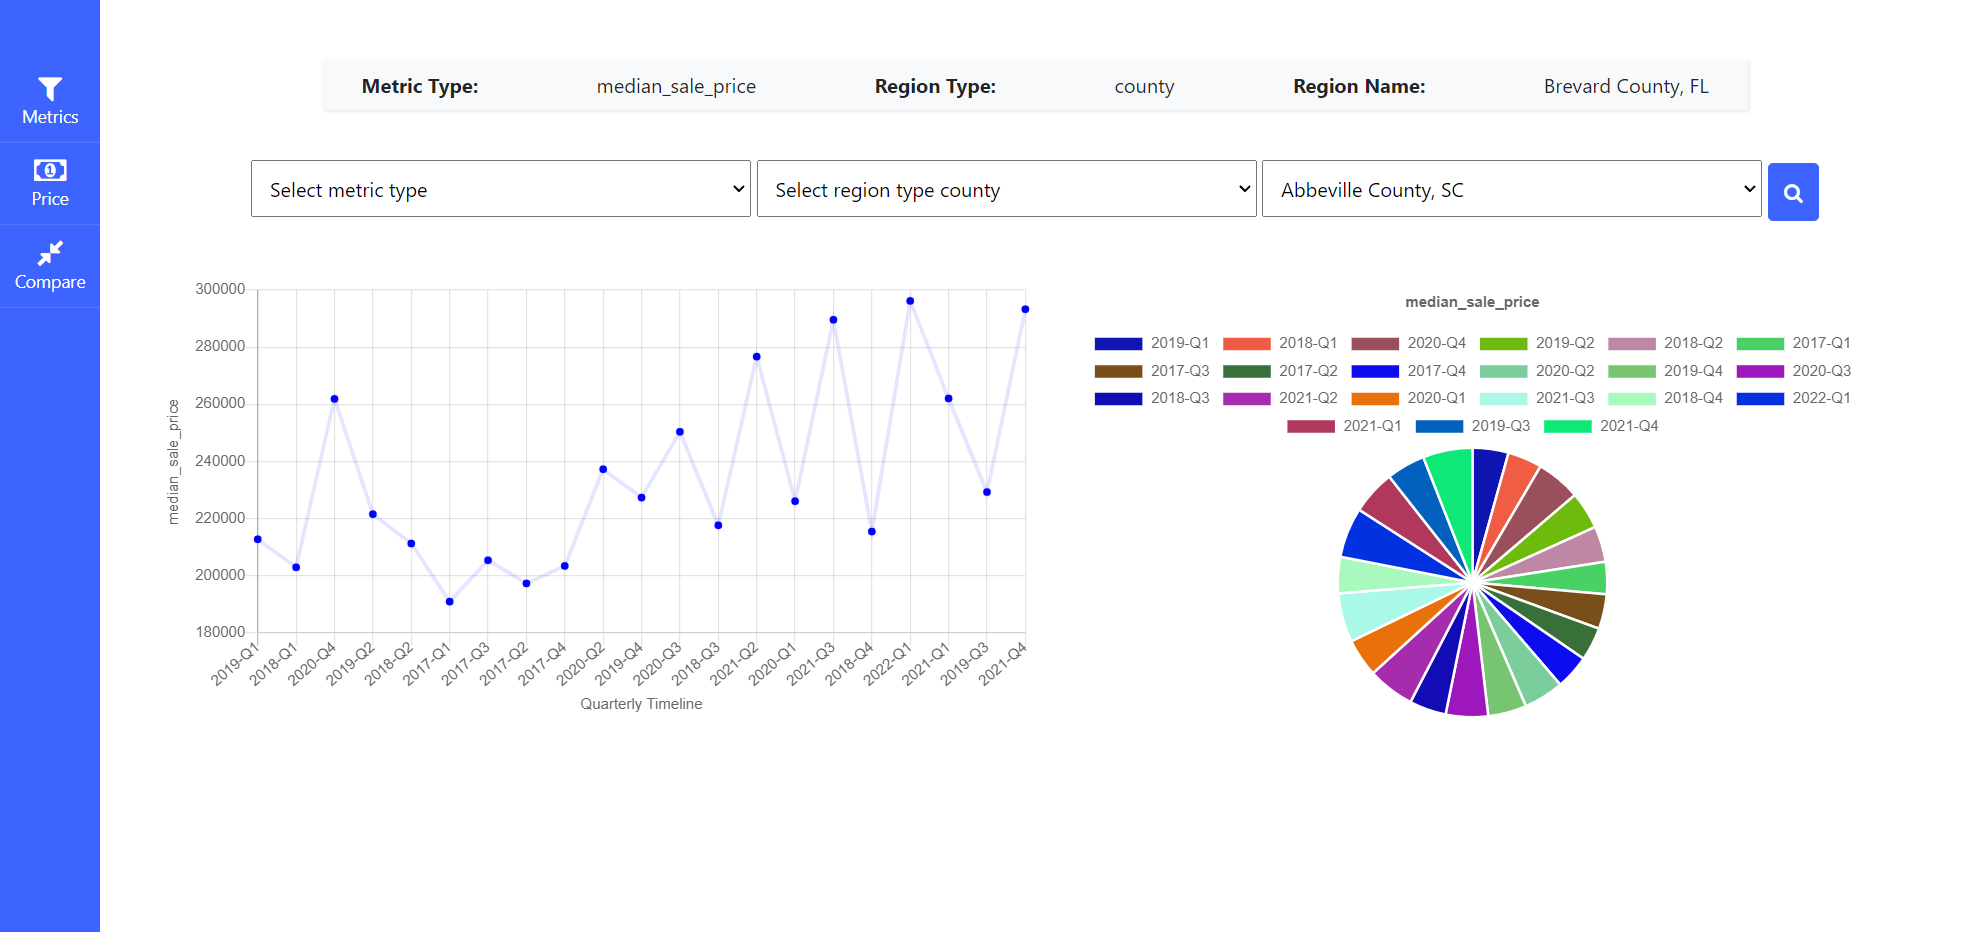 Metrics
Price
Compare
Metric Type: median_sale_price Region Type: county Region Name: Brevard County, FL
Select metric type Select region type county Abbeville County, SC
300000
280000
260000
240000
220000
200000
180000
median_sale_price
2019-Q1 2018-Q1 2020-Q4 2019-Q2 2018-Q2 2017-Q1 2017-Q3 2017-Q2 2017-Q4 2020-Q2 2019-Q4 2020-Q3 2018-Q3 2021-Q2 2020-Q1 2021-Q3 2018-Q4 2022-Q1 2021-Q1 2019-Q3 2021-Q4
Quarterly Timeline
median_sale_price
2019-Q1 2018-Q1 2020-Q4 2019-Q2 2018-Q2 2017-Q1
2017-Q3 2017-Q2 2017-Q4 2020-Q2 2019-Q4 2020-Q3
2018-Q3 2021-Q2 2020-Q1 2021-Q3 2018-Q4 2022-Q1
2021-Q1 2019-Q3 2021-Q4